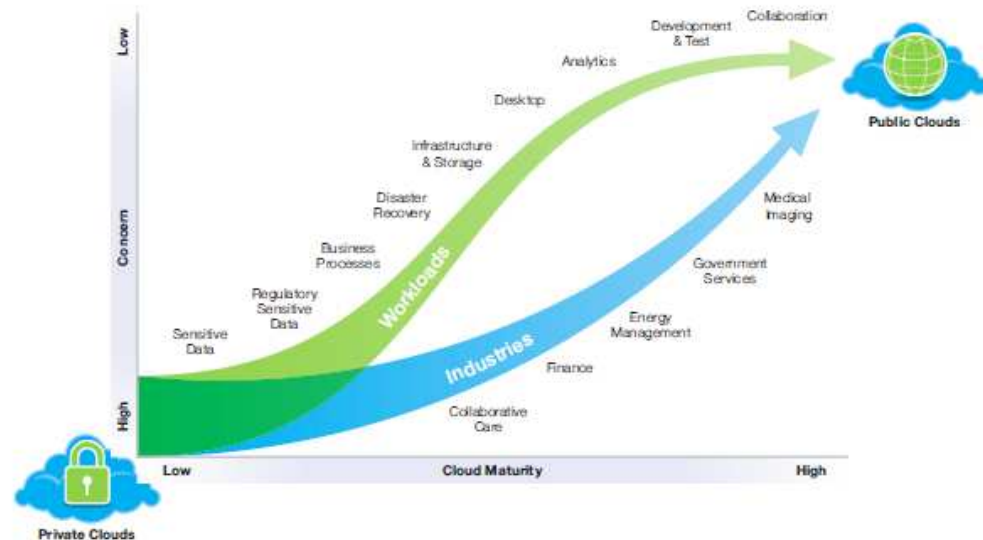 Collaboration
Development
& Test
Low
Analytics
Desktop
Public Clouds
Infrastructure
& Storage
Disaster
Recovery
Medical
Imaging
Concern
Business
Processes
Workloads
Government
Services
Regulatory
Sensitive
Data
Energy
Management
Sensitive
Data
Industries
Finance
High
Collaborative
Care
Low
Cloud Maturity
High
Private Clouds